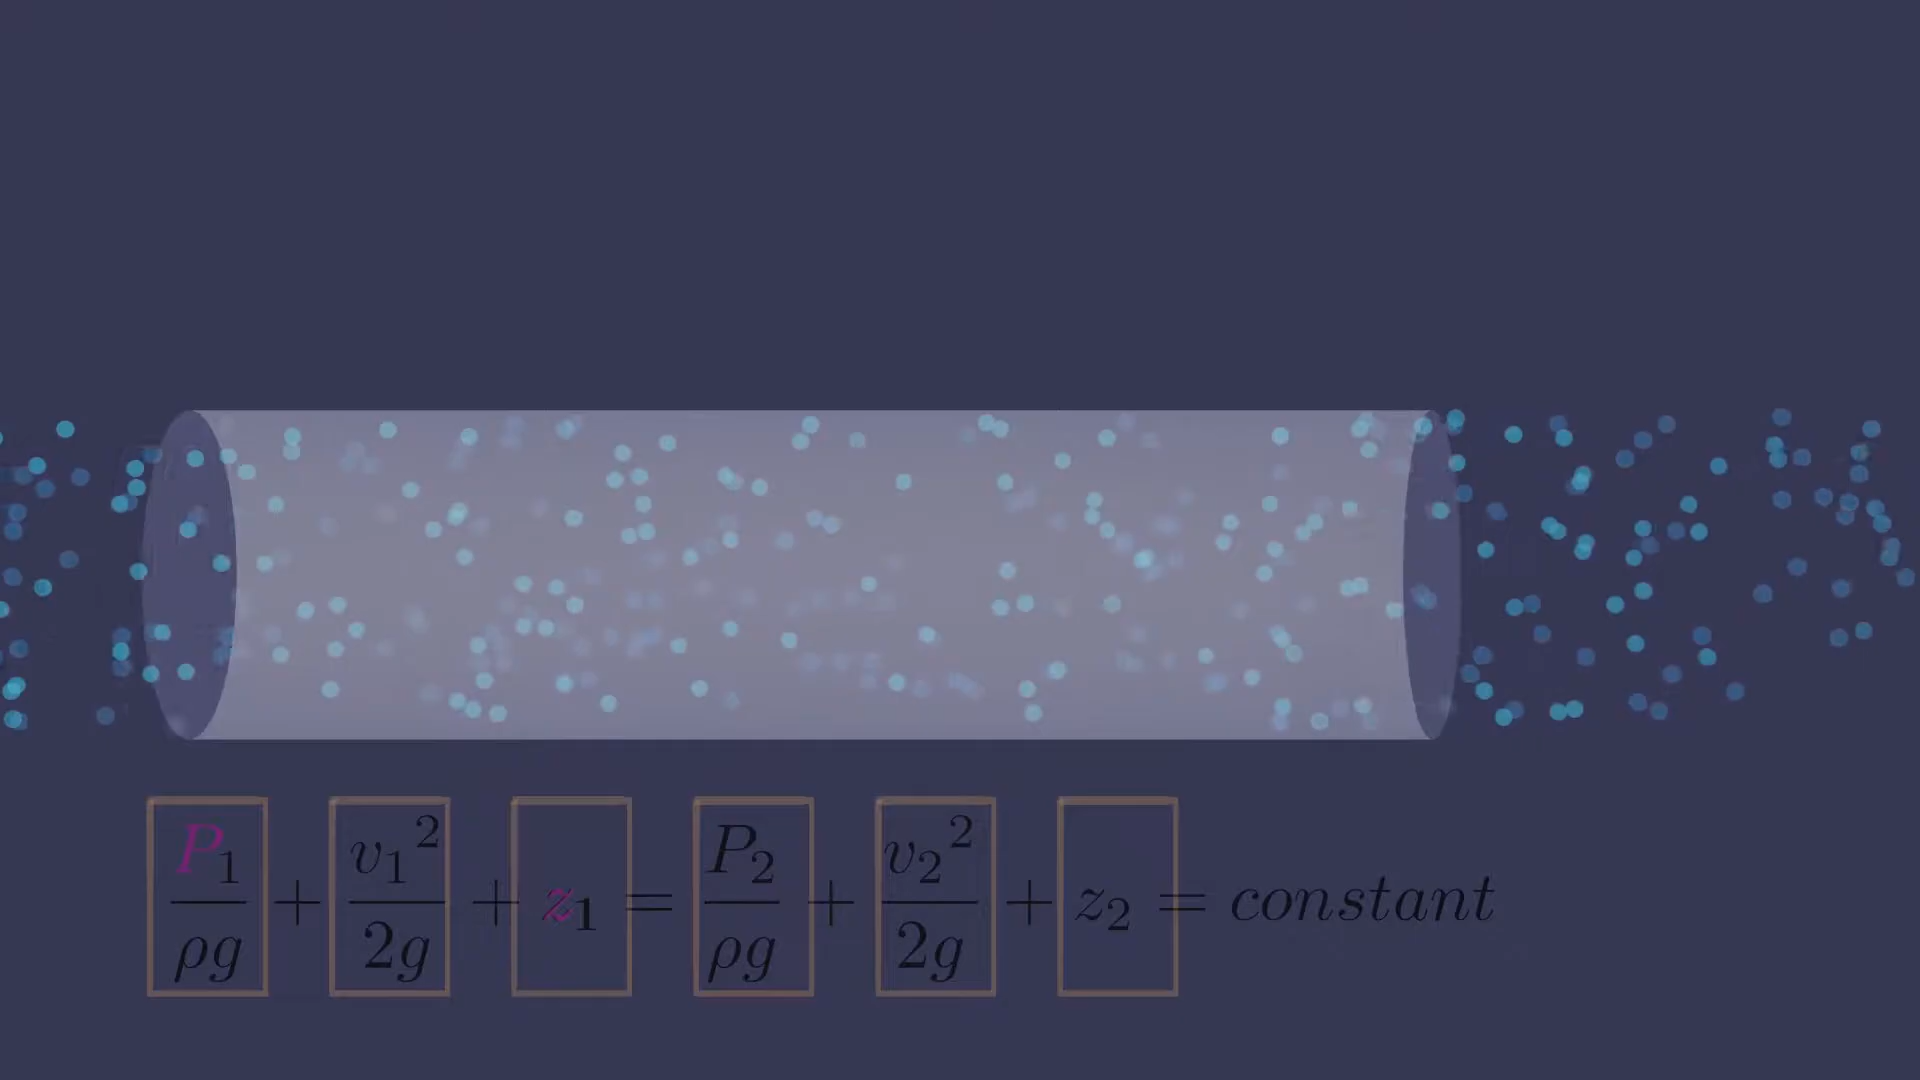 P₁/ρg + v₁²/2g + z₁ = P₂/ρg + v₂²/2g + z₂ = constant